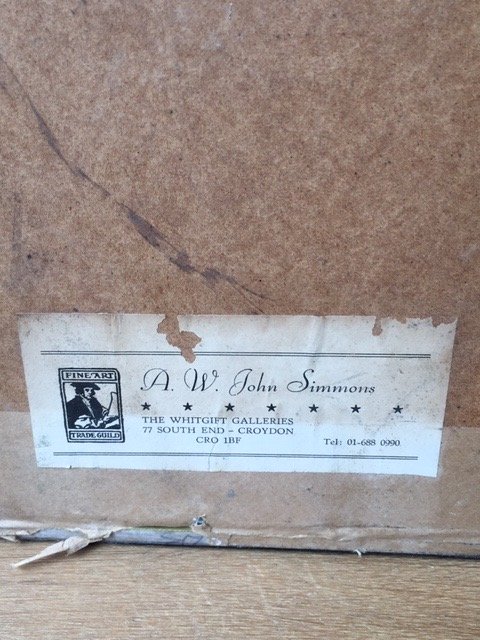 FINE ART
TRADE GUILD
A. W. John Simmons
THE WHITGIFT GALLERIES
77 SOUTH END – CROYDON
CRO 1BF
Tel: 01-688 0990